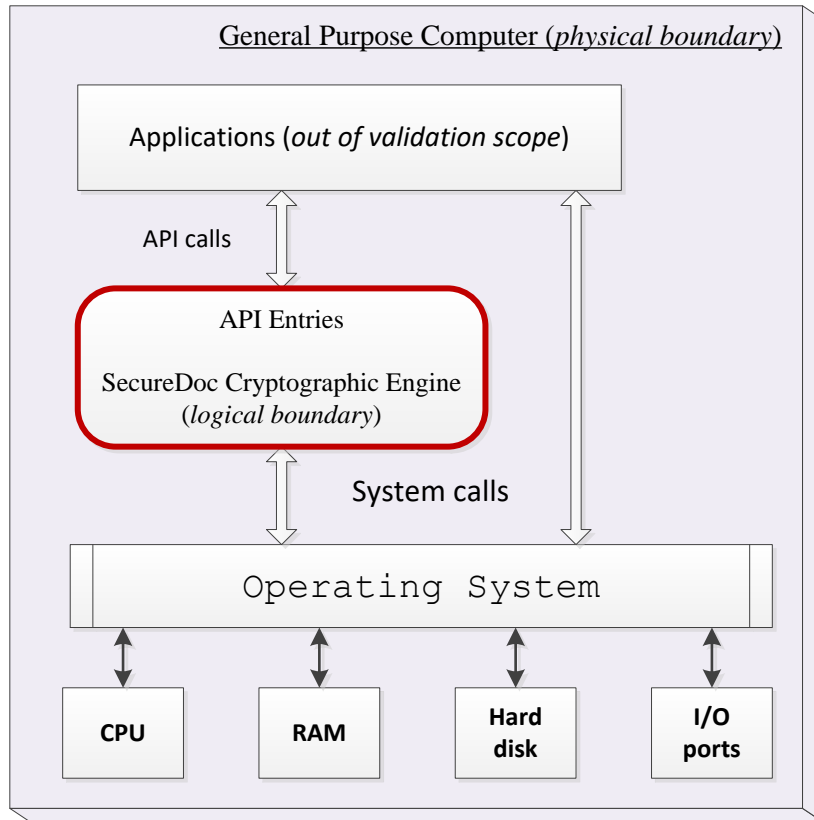 General Purpose Computer (physical boundary)
Applications (out of validation scope)
API calls
API Entries
SecureDoc Cryptographic Engine
(logical boundary)
System calls
Operating System
CPU
RAM
Hard
disk
I/O
ports